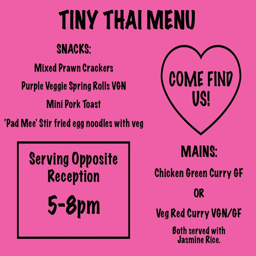 TINY THAI MENU
SNACKS:
Mixed Prawn Crackers
Purple Veggie Spring Rolls VGN
Mini Pork Toast
'Pad Mee' Stir fried egg noodles with veg
COME FIND
US!
Serving Opposite
Reception
5-8pm
MAINS:
Chicken Green Curry GF
OR
Veg Red Curry VGN/GF
Both served with
Jasmine Rice.